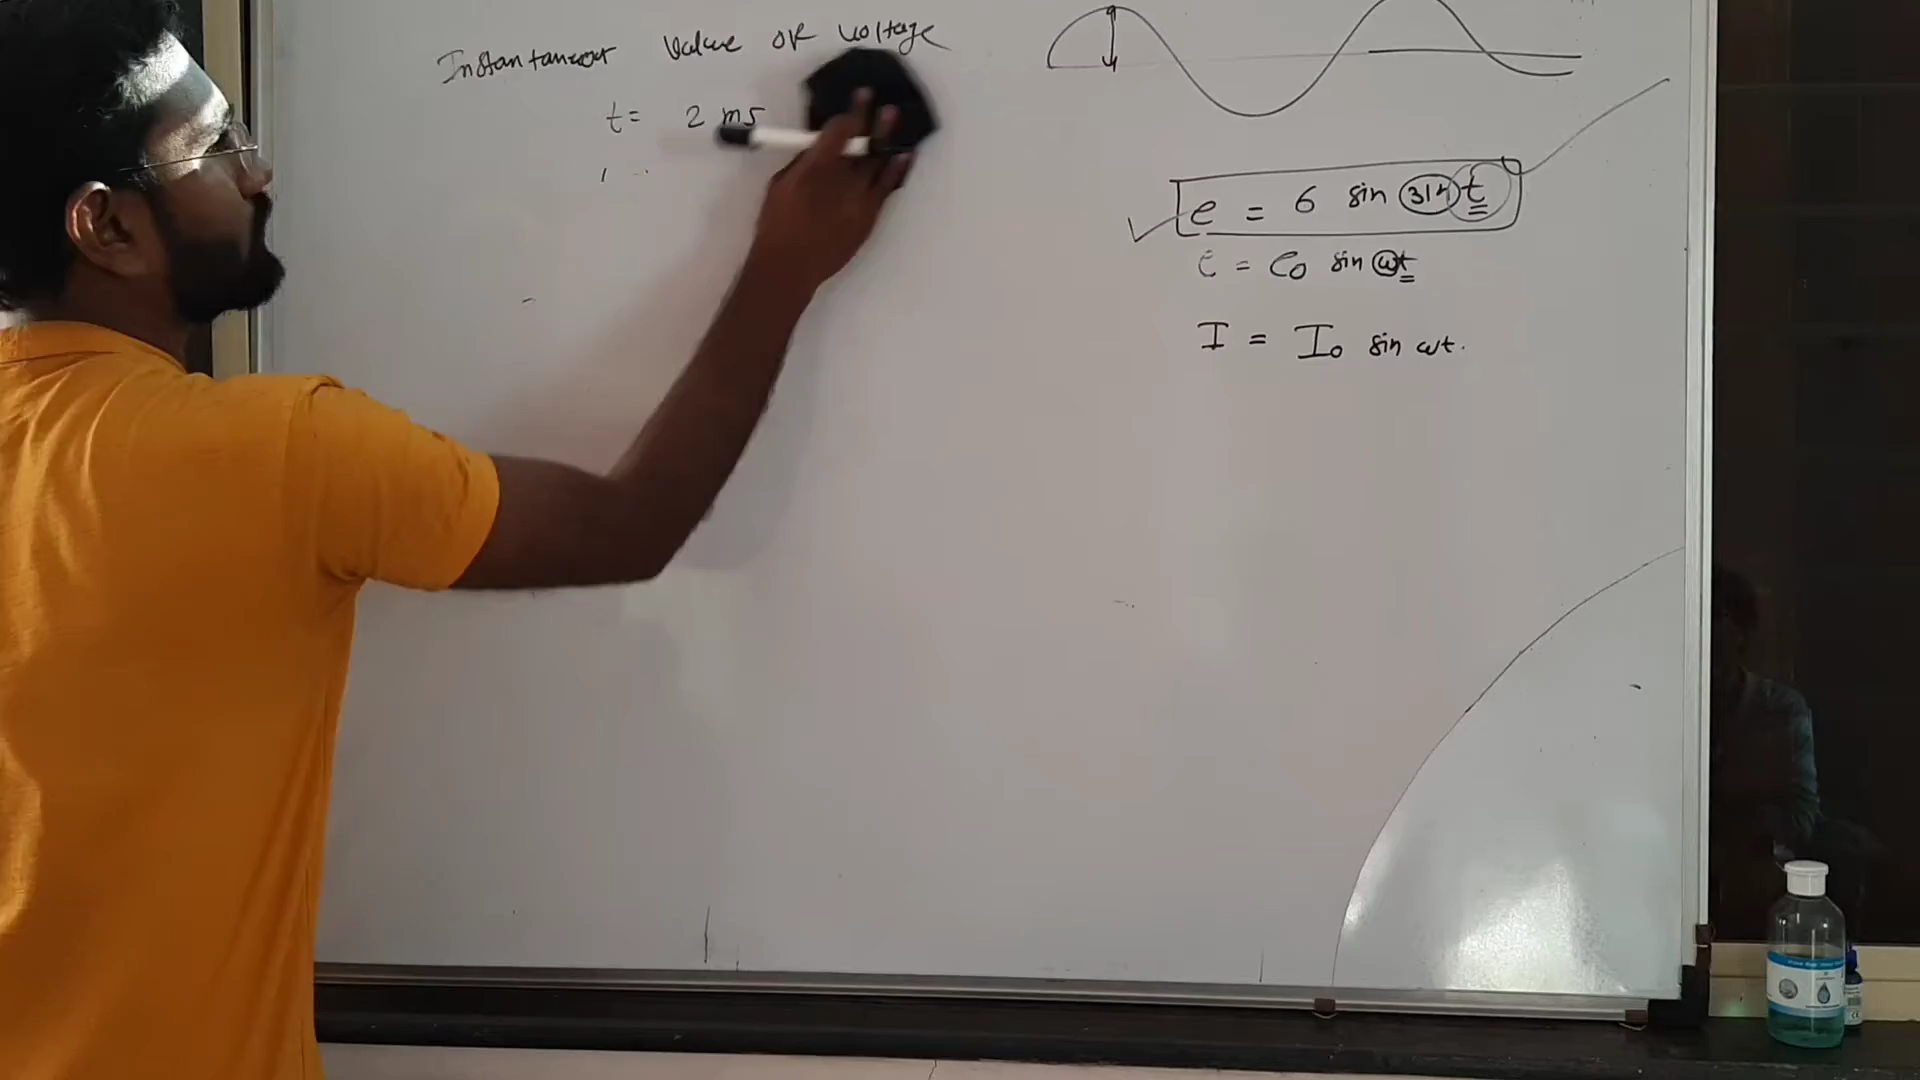 Instantaneous value of voltage
t = 2 ms
e = 6 sin 314 t
e = e₀ sin ωt
I = I₀ sin ωt.